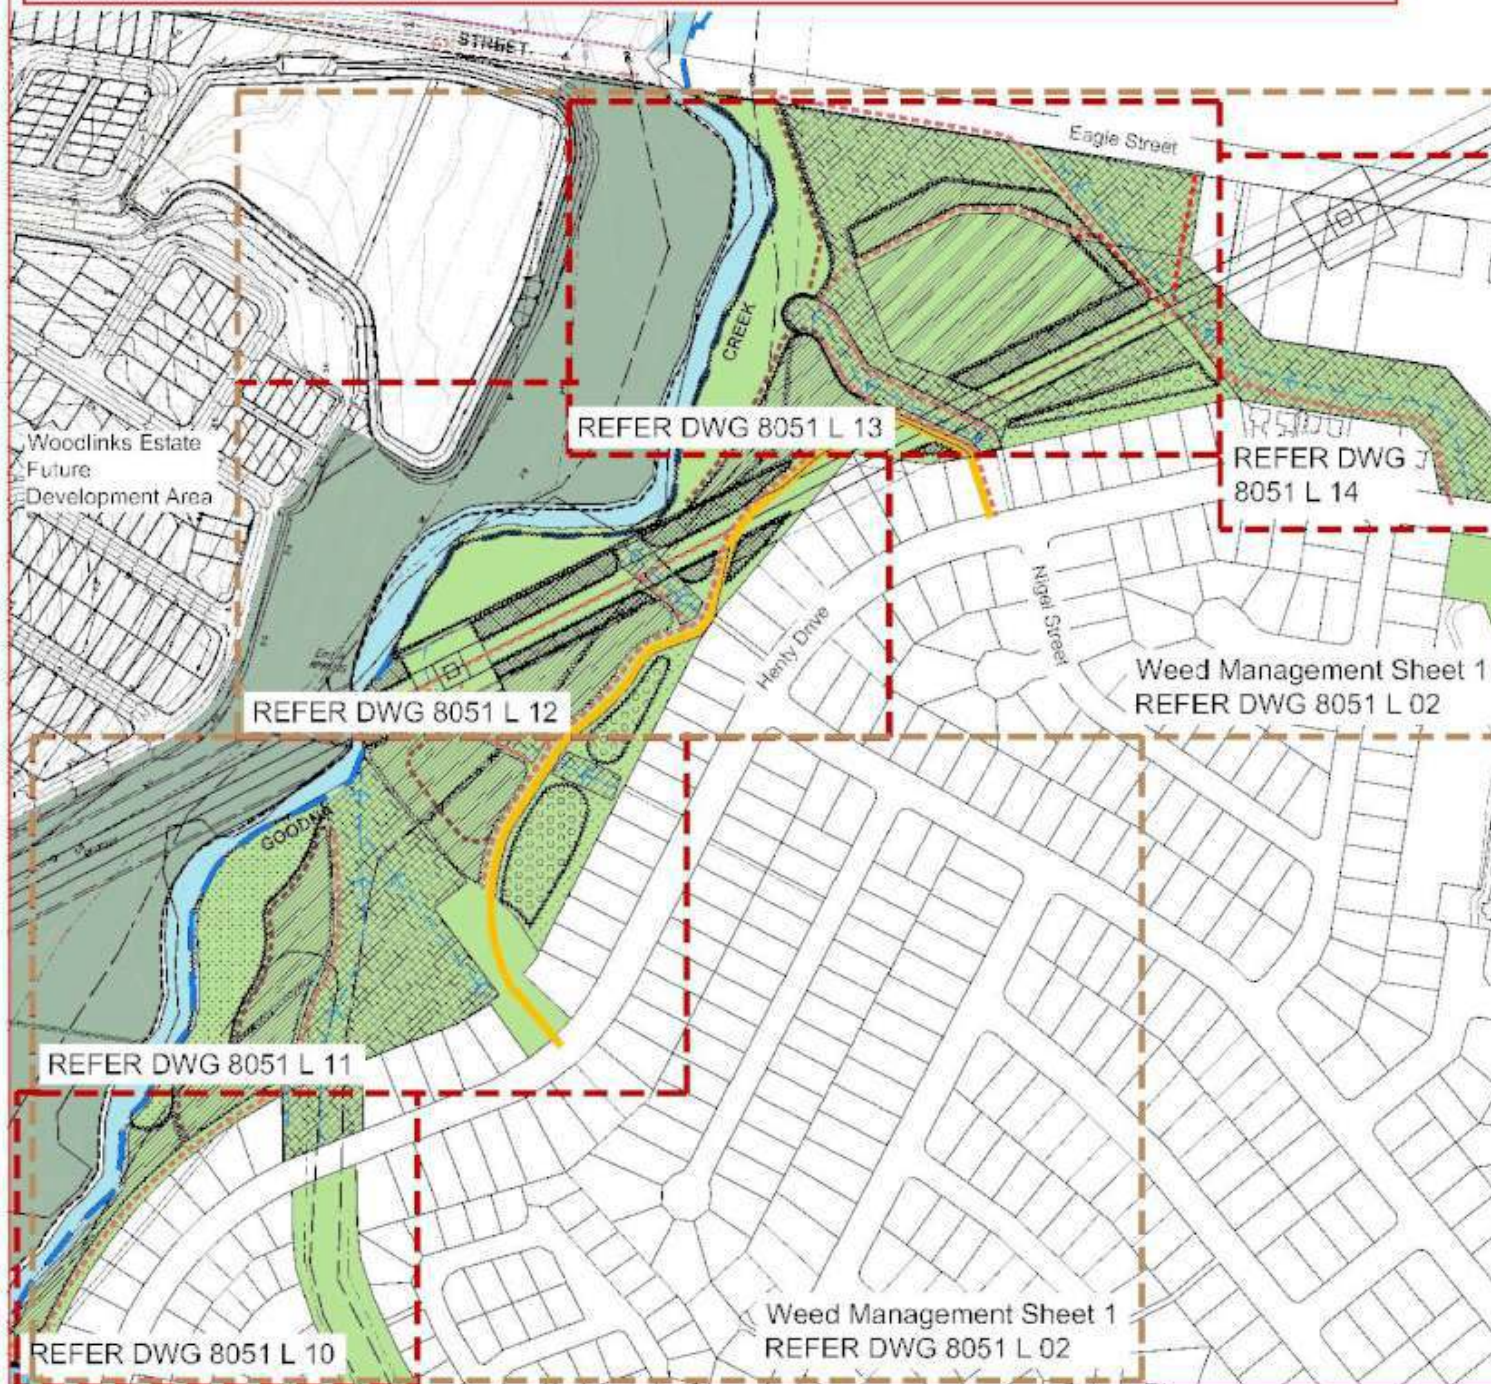 STREET.
Eagle Street
CREEK
REFER DWG 8051 L 13
Woodlinks Estate
Future
Development Area
REFER DWG
8051 L 14
Nigel Street
Henty Drive
Weed Management Sheet 1
REFER DWG 8051 L 02
REFER DWG 8051 L 12
GOODNA
REFER DWG 8051 L 11
Weed Management Sheet 1
REFER DWG 8051 L 02
REFER DWG 8051 L 10